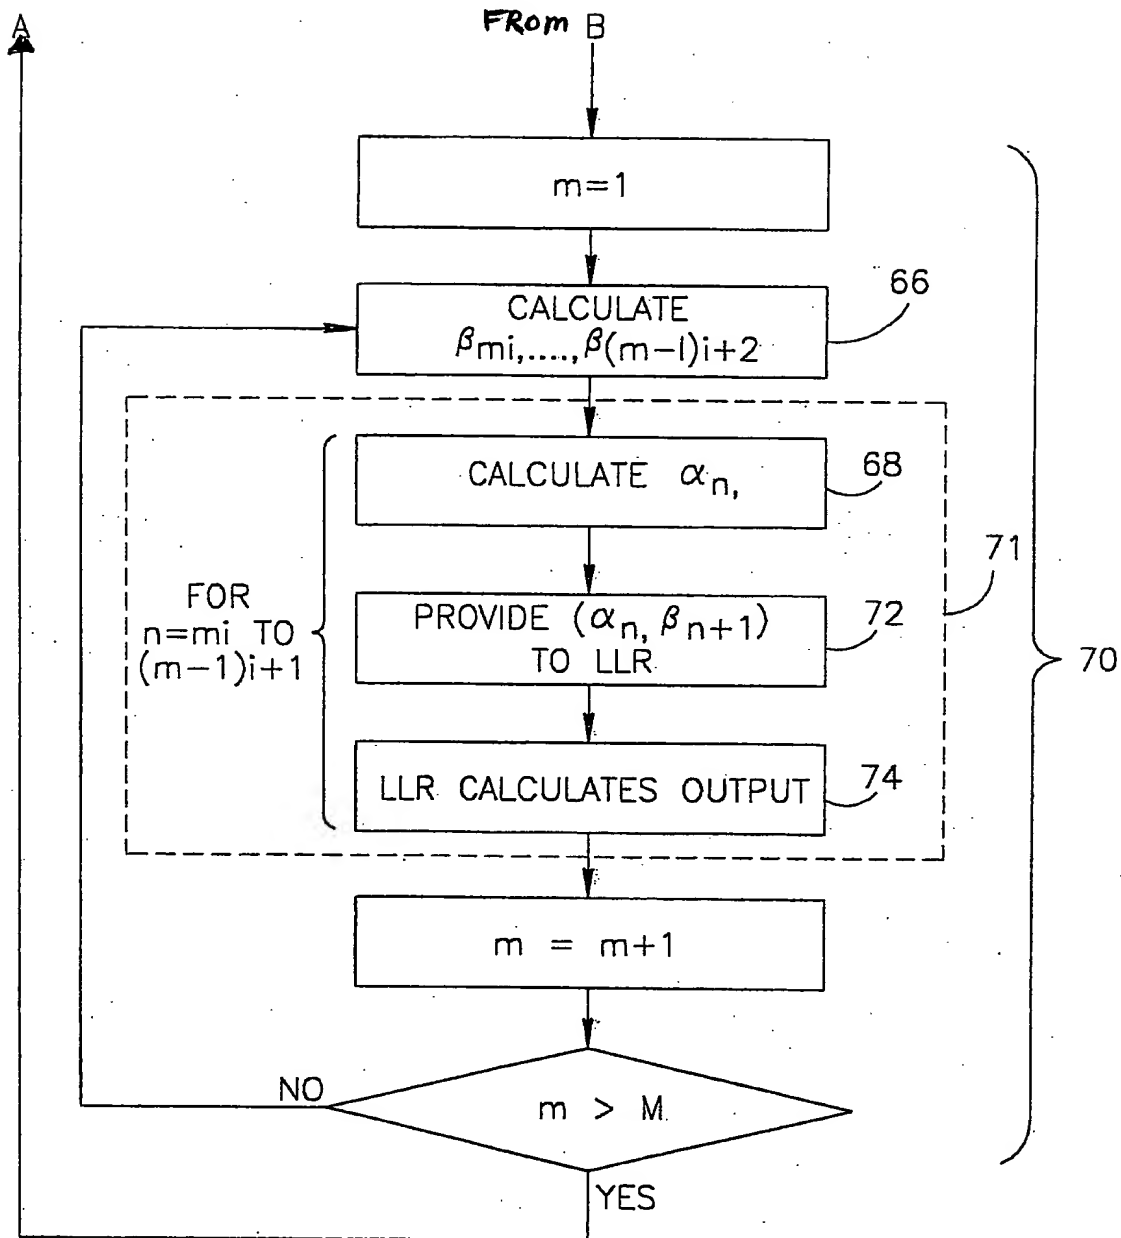 A
FROM B
m=1
66
CALCULATE
βmi,....,β(m-1)i+2
CALCULATE αn,
68
71
FOR
n=mi TO
(m-1)i+1
PROVIDE (αn, βn+1)
TO LLR
72
70
LLR CALCULATES OUTPUT
74
m = m+1
NO
m > M
YES